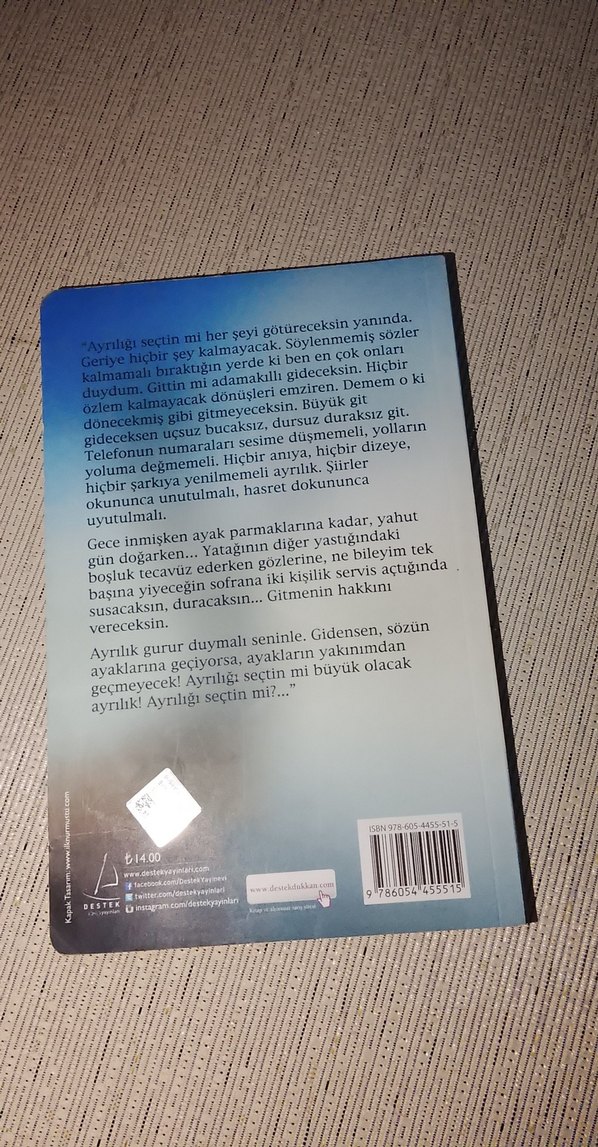 "Ayrılığı seçtin mi her şeyi götüreceksin yanında.
Geriye hiçbir şey kalmayacak. Söylenmemiş sözler
kalmamalı bıraktığın yerde ki ben en çok onları
duydum. Gittin mi adamakıllı gideceksin. Hiçbir
özlem kalmayacak dönüşleri emziren. Demem o ki
dönecekmiş gibi gitmeyeceksin. Büyük git
gideceksen uçsuz bucaksız, dursuz duraksız git.
Telefonun numaraları sesime düşmemeli, yolların
yoluma değmemeli. Hiçbir anıya, hiçbir dizeye,
hiçbir şarkıya yenilmemeli ayrılık. Şiirler
okununca unutulmalı, hasret dokununca
uyutulmalı.
Gece inmişken ayak parmaklarına kadar, yahut
gün doğarken... Yatağının diğer yastığındaki
boşluk tecavüz ederken gözlerine, ne bileyim tek
başına yiyeceğin sofrana iki kişilik servis açtığında
susacaksın, duracaksın... Gitmenin hakkını
vereceksin.
Ayrılık gurur duymalı seninle. Gidensen, sözün
ayaklarına geçiyorsa, ayakların yakınımdan
geçmeyecek! Ayrılığı seçtin mi büyük olacak
ayrılık! Ayrılığı seçtin mi?..."
Kapak Tasarım: www.ilknurmustu.com
DESTEK
₺14.00
www.destekyayinlari.com
facebook.com/DestekYayinevi
twitter.com/destekyayinlari
instagram.com/destekyayinlari
www.destekdukkan.com
ISBN 978-605-4455-51-5
9 786054 455515